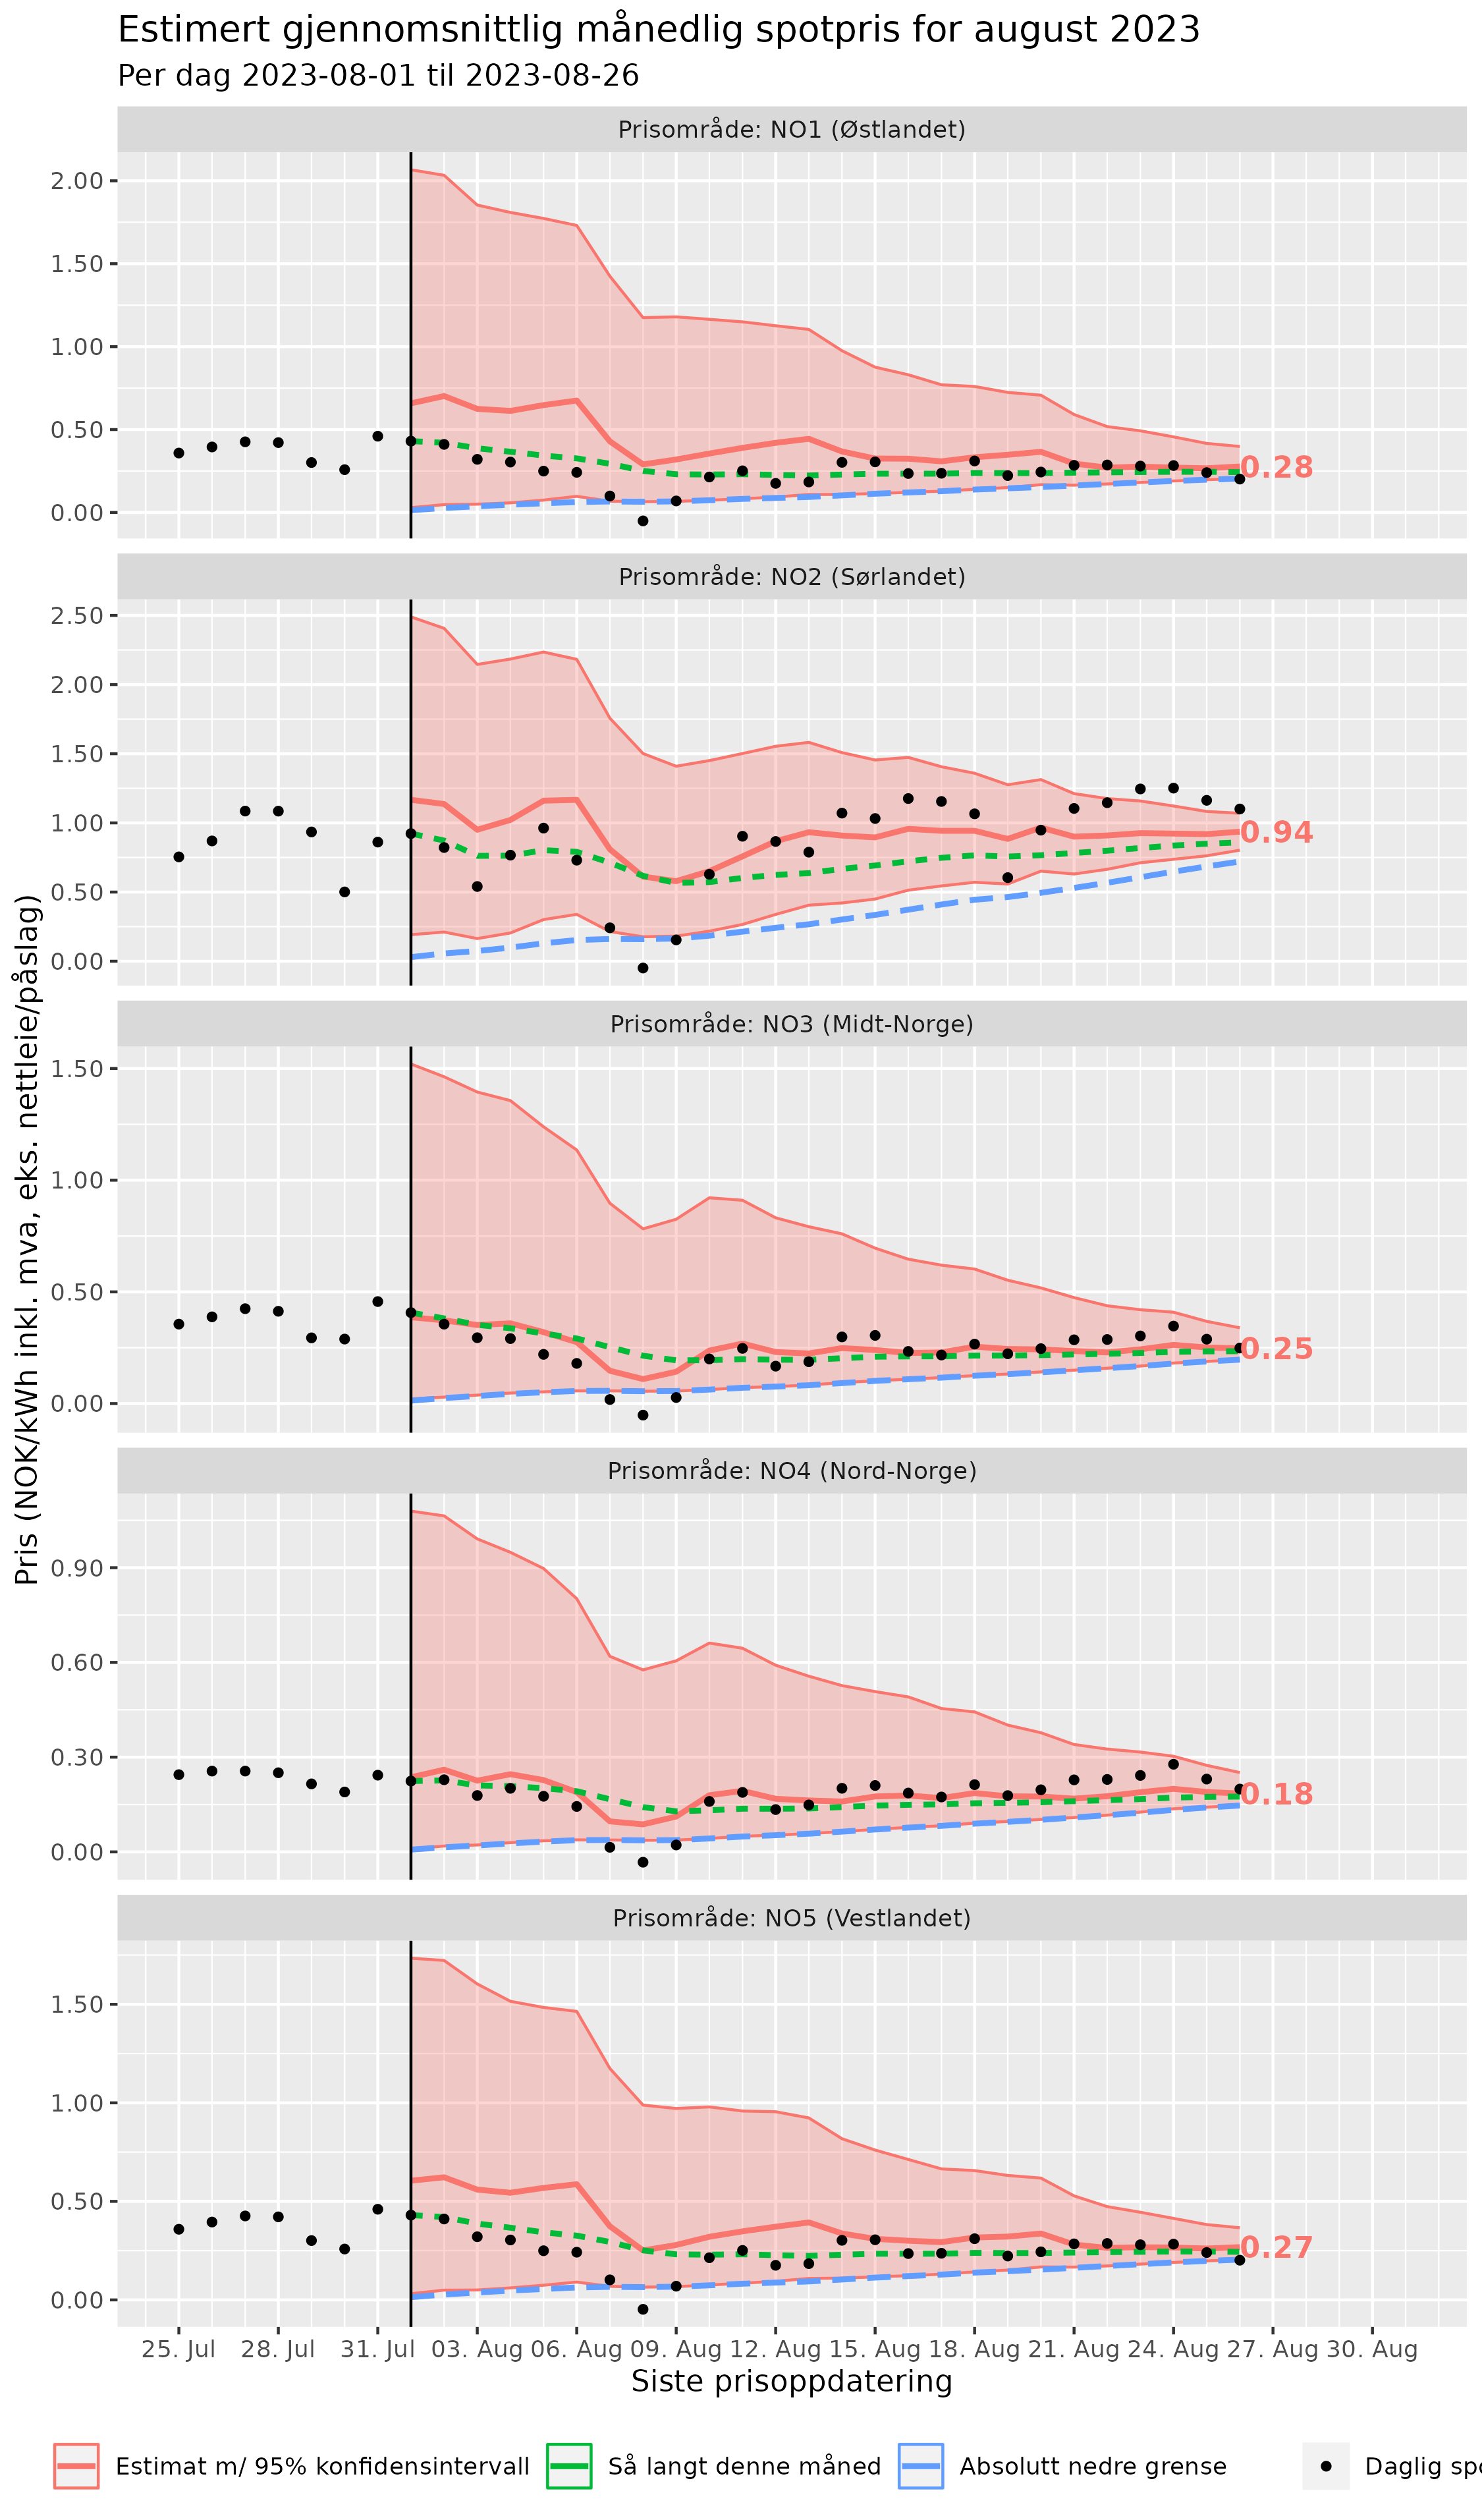 Estimert gjennomsnittlig månedlig spotpris for august 2023
Per dag 2023-08-01 til 2023-08-26
Pris (NOK/kWh inkl. mva, eks. nettleie/påslag)
Prisområde: NO1 (Østlandet)
2.00
1.50
1.00
0.50
0.00
0.28
Prisområde: NO2 (Sørlandet)
2.50
2.00
1.50
1.00
0.50
0.00
0.94
Prisområde: NO3 (Midt-Norge)
1.50
1.00
0.50
0.00
0.25
Prisområde: NO4 (Nord-Norge)
0.90
0.60
0.30
0.00
0.18
Prisområde: NO5 (Vestlandet)
1.50
1.00
0.50
0.00
0.27
25. Jul 28. Jul 31. Jul 03. Aug 06. Aug 09. Aug 12. Aug 15. Aug 18. Aug 21. Aug 24. Aug 27. Aug 30. Aug
Siste prisoppdatering
Estimat m/ 95% konfidensintervall Så langt denne måned Absolutt nedre grense Daglig